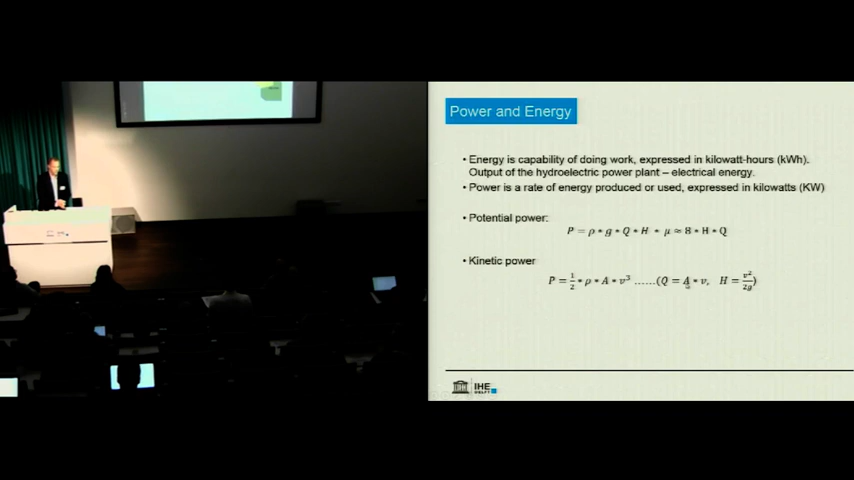 Power and Energy
• Energy is capability of doing work, expressed in kilowatt-hours (kWh).
Output of the hydroelectric power plant – electrical energy.
• Power is a rate of energy produced or used, expressed in kilowatts (KW)
• Potential power:
P = ρ * g * Q * H * μ ≈ 8 * H * Q
• Kinetic power
P = 1/2 * ρ * A * v³ ……(Q = A * v, H = v²/2g)
IHE
DELFT